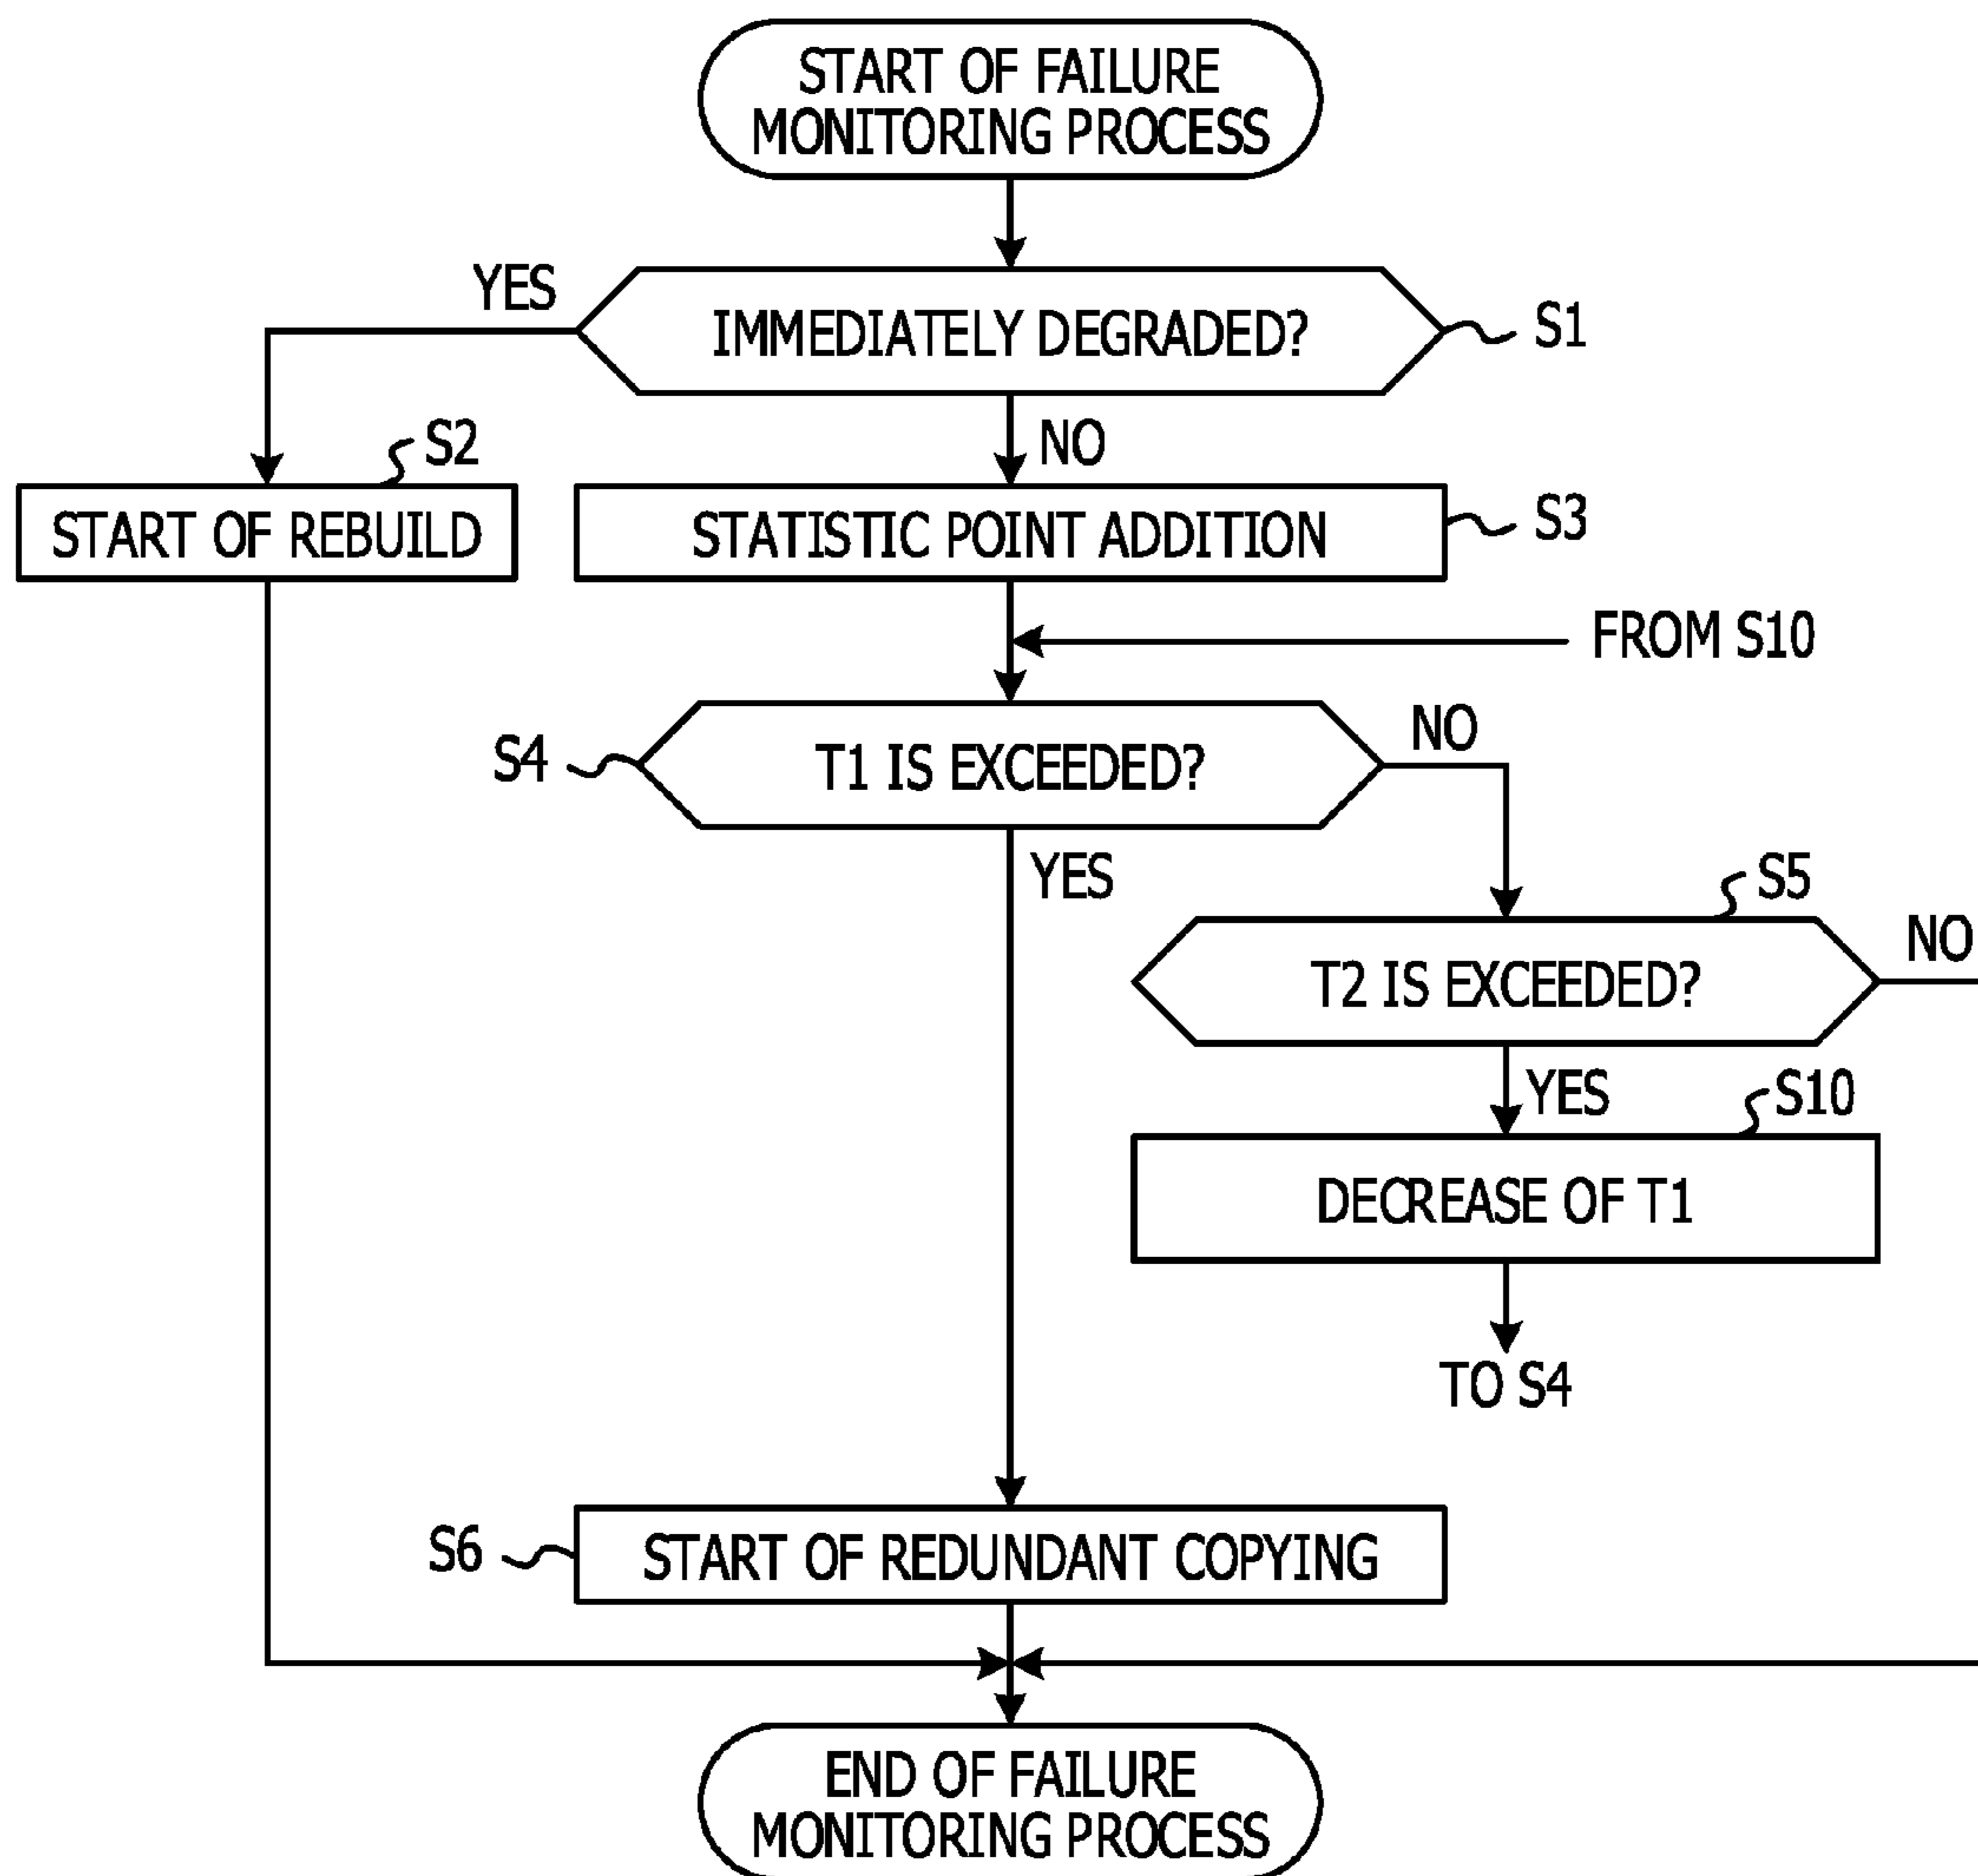 START OF FAILURE
MONITORING PROCESS
YES
IMMEDIATELY DEGRADED?
S1
S2
NO
START OF REBUILD
STATISTIC POINT ADDITION
S3
FROM S10
S4
T1 IS EXCEEDED?
NO
YES
S5
T2 IS EXCEEDED?
NO
YES
S10
DECREASE OF T1
TO S4
S6
START OF REDUNDANT COPYING
END OF FAILURE
MONITORING PROCESS